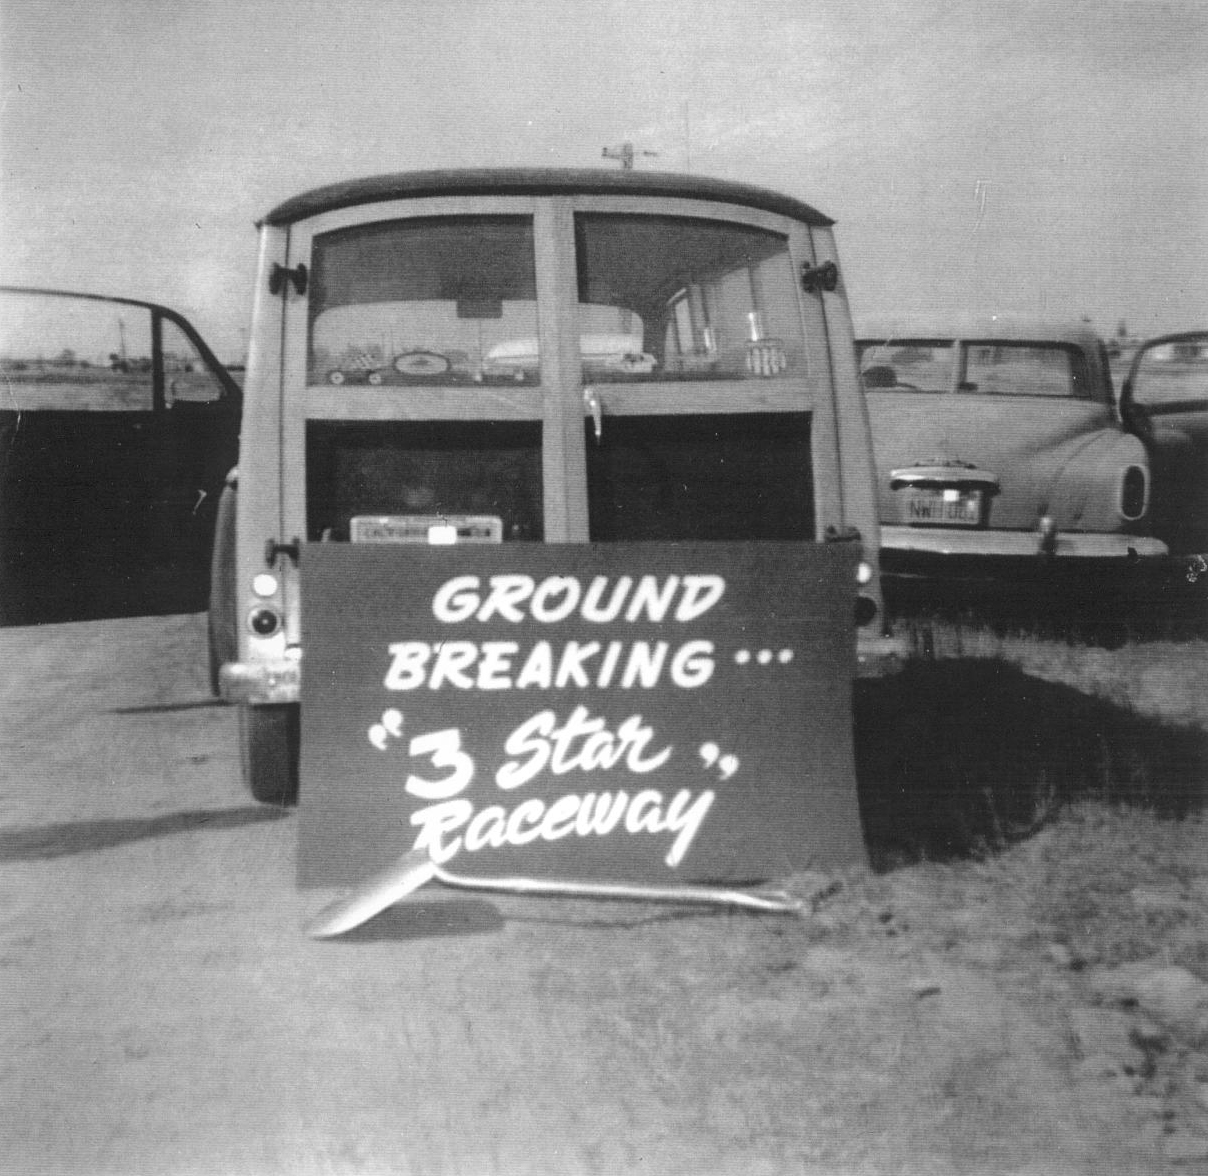 GROUND
BREAKING...
"3 Star
Raceway"